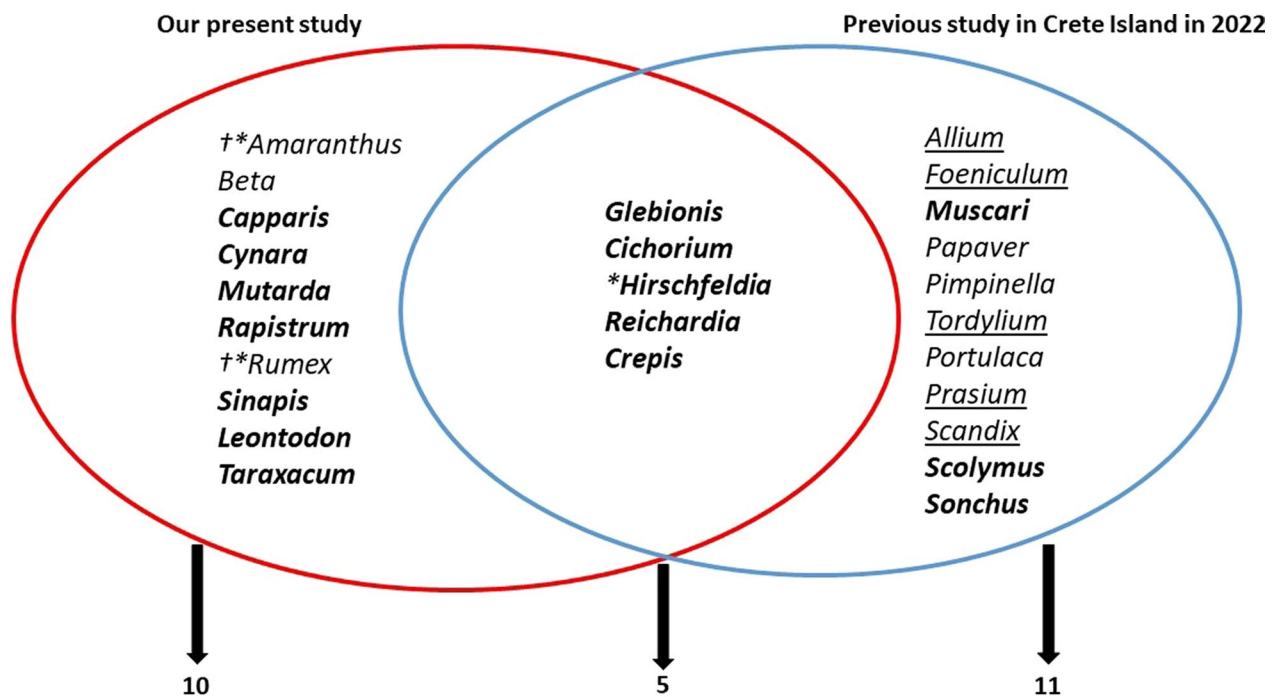 Our present study
Previous study in Crete Island in 2022
†*Amaranthus
Beta
Capparis
Cynara
Mutarda
Rapistrum
†*Rumex
Sinapis
Leontodon
Taraxacum
Glebionis
Cichorium
*Hirschfeldia
Reichardia
Crepis
Allium
Foeniculum
Muscari
Papaver
Pimpinella
Tordylium
Portulaca
Prasium
Scandix
Scolymus
Sonchus
10
5
11